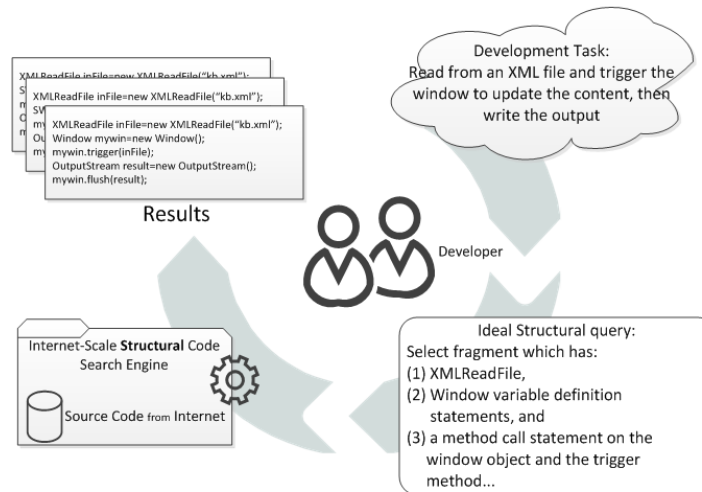 XMLReadFile inFile=new XMLReadFile("kb.xml");
XMLReadFile inFile=new XMLReadFile("kb.xml");
XMLReadFile inFile=new XMLReadFile("kb.xml");
Window mywin=new Window();
mywin.trigger(inFile);
OutputStream result=new OutputStream();
mywin.flush(result);
Results
Development Task:
Read from an XML file and trigger the
window to update the content, then
write the output
Developer
Internet-Scale Structural Code
Search Engine
Source Code from Internet
Ideal Structural query:
Select fragment which has:
(1) XMLReadFile,
(2) Window variable definition
statements, and
(3) a method call statement on the
window object and the trigger
method...